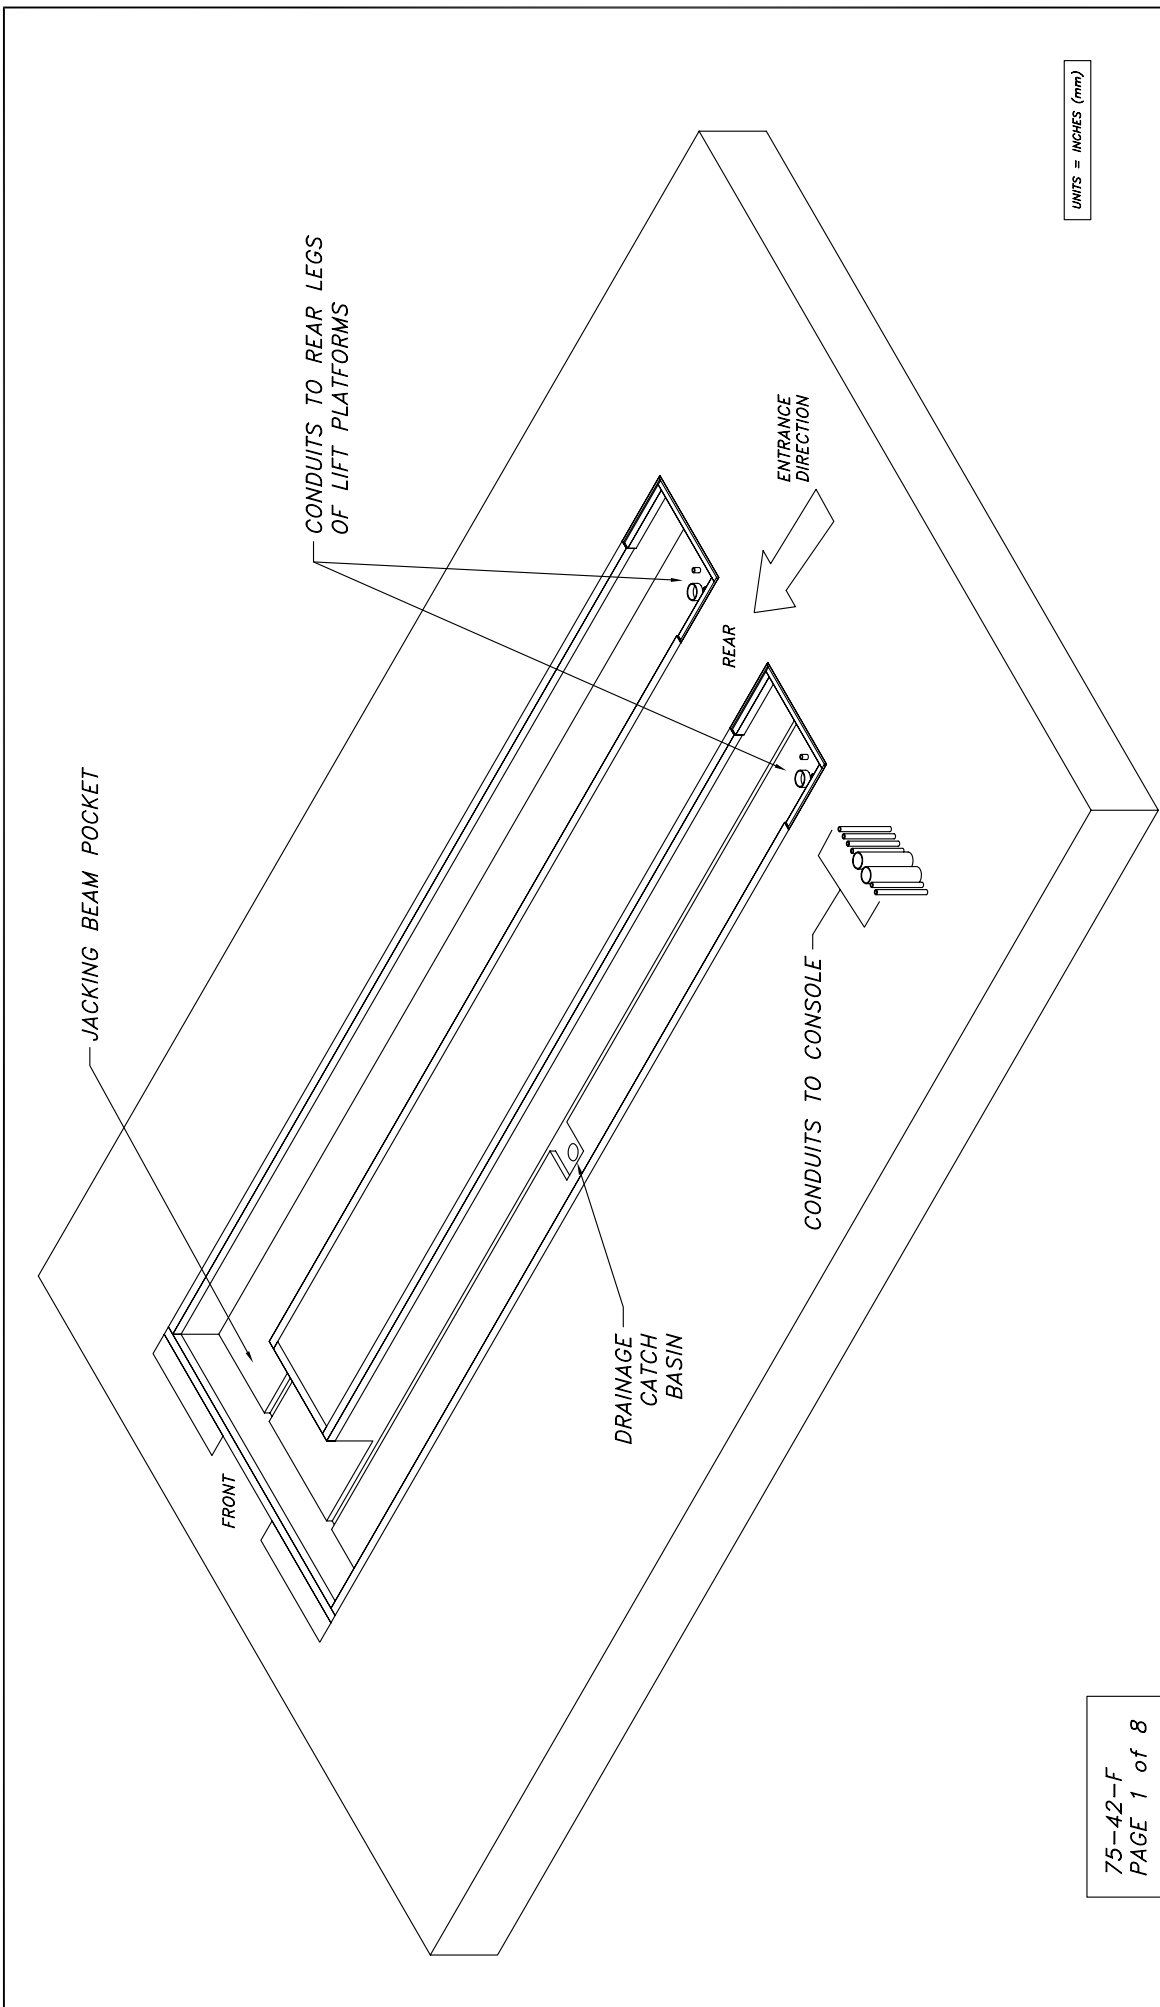 JACKING BEAM POCKET
CONDUITS TO REAR LEGS
OF LIFT PLATFORMS
FRONT
REAR
ENTRANCE
DIRECTION
DRAINAGE
CATCH
BASIN
CONDUITS TO CONSOLE
UNITS = INCHES (mm)
75-42-F
PAGE 1 of 8